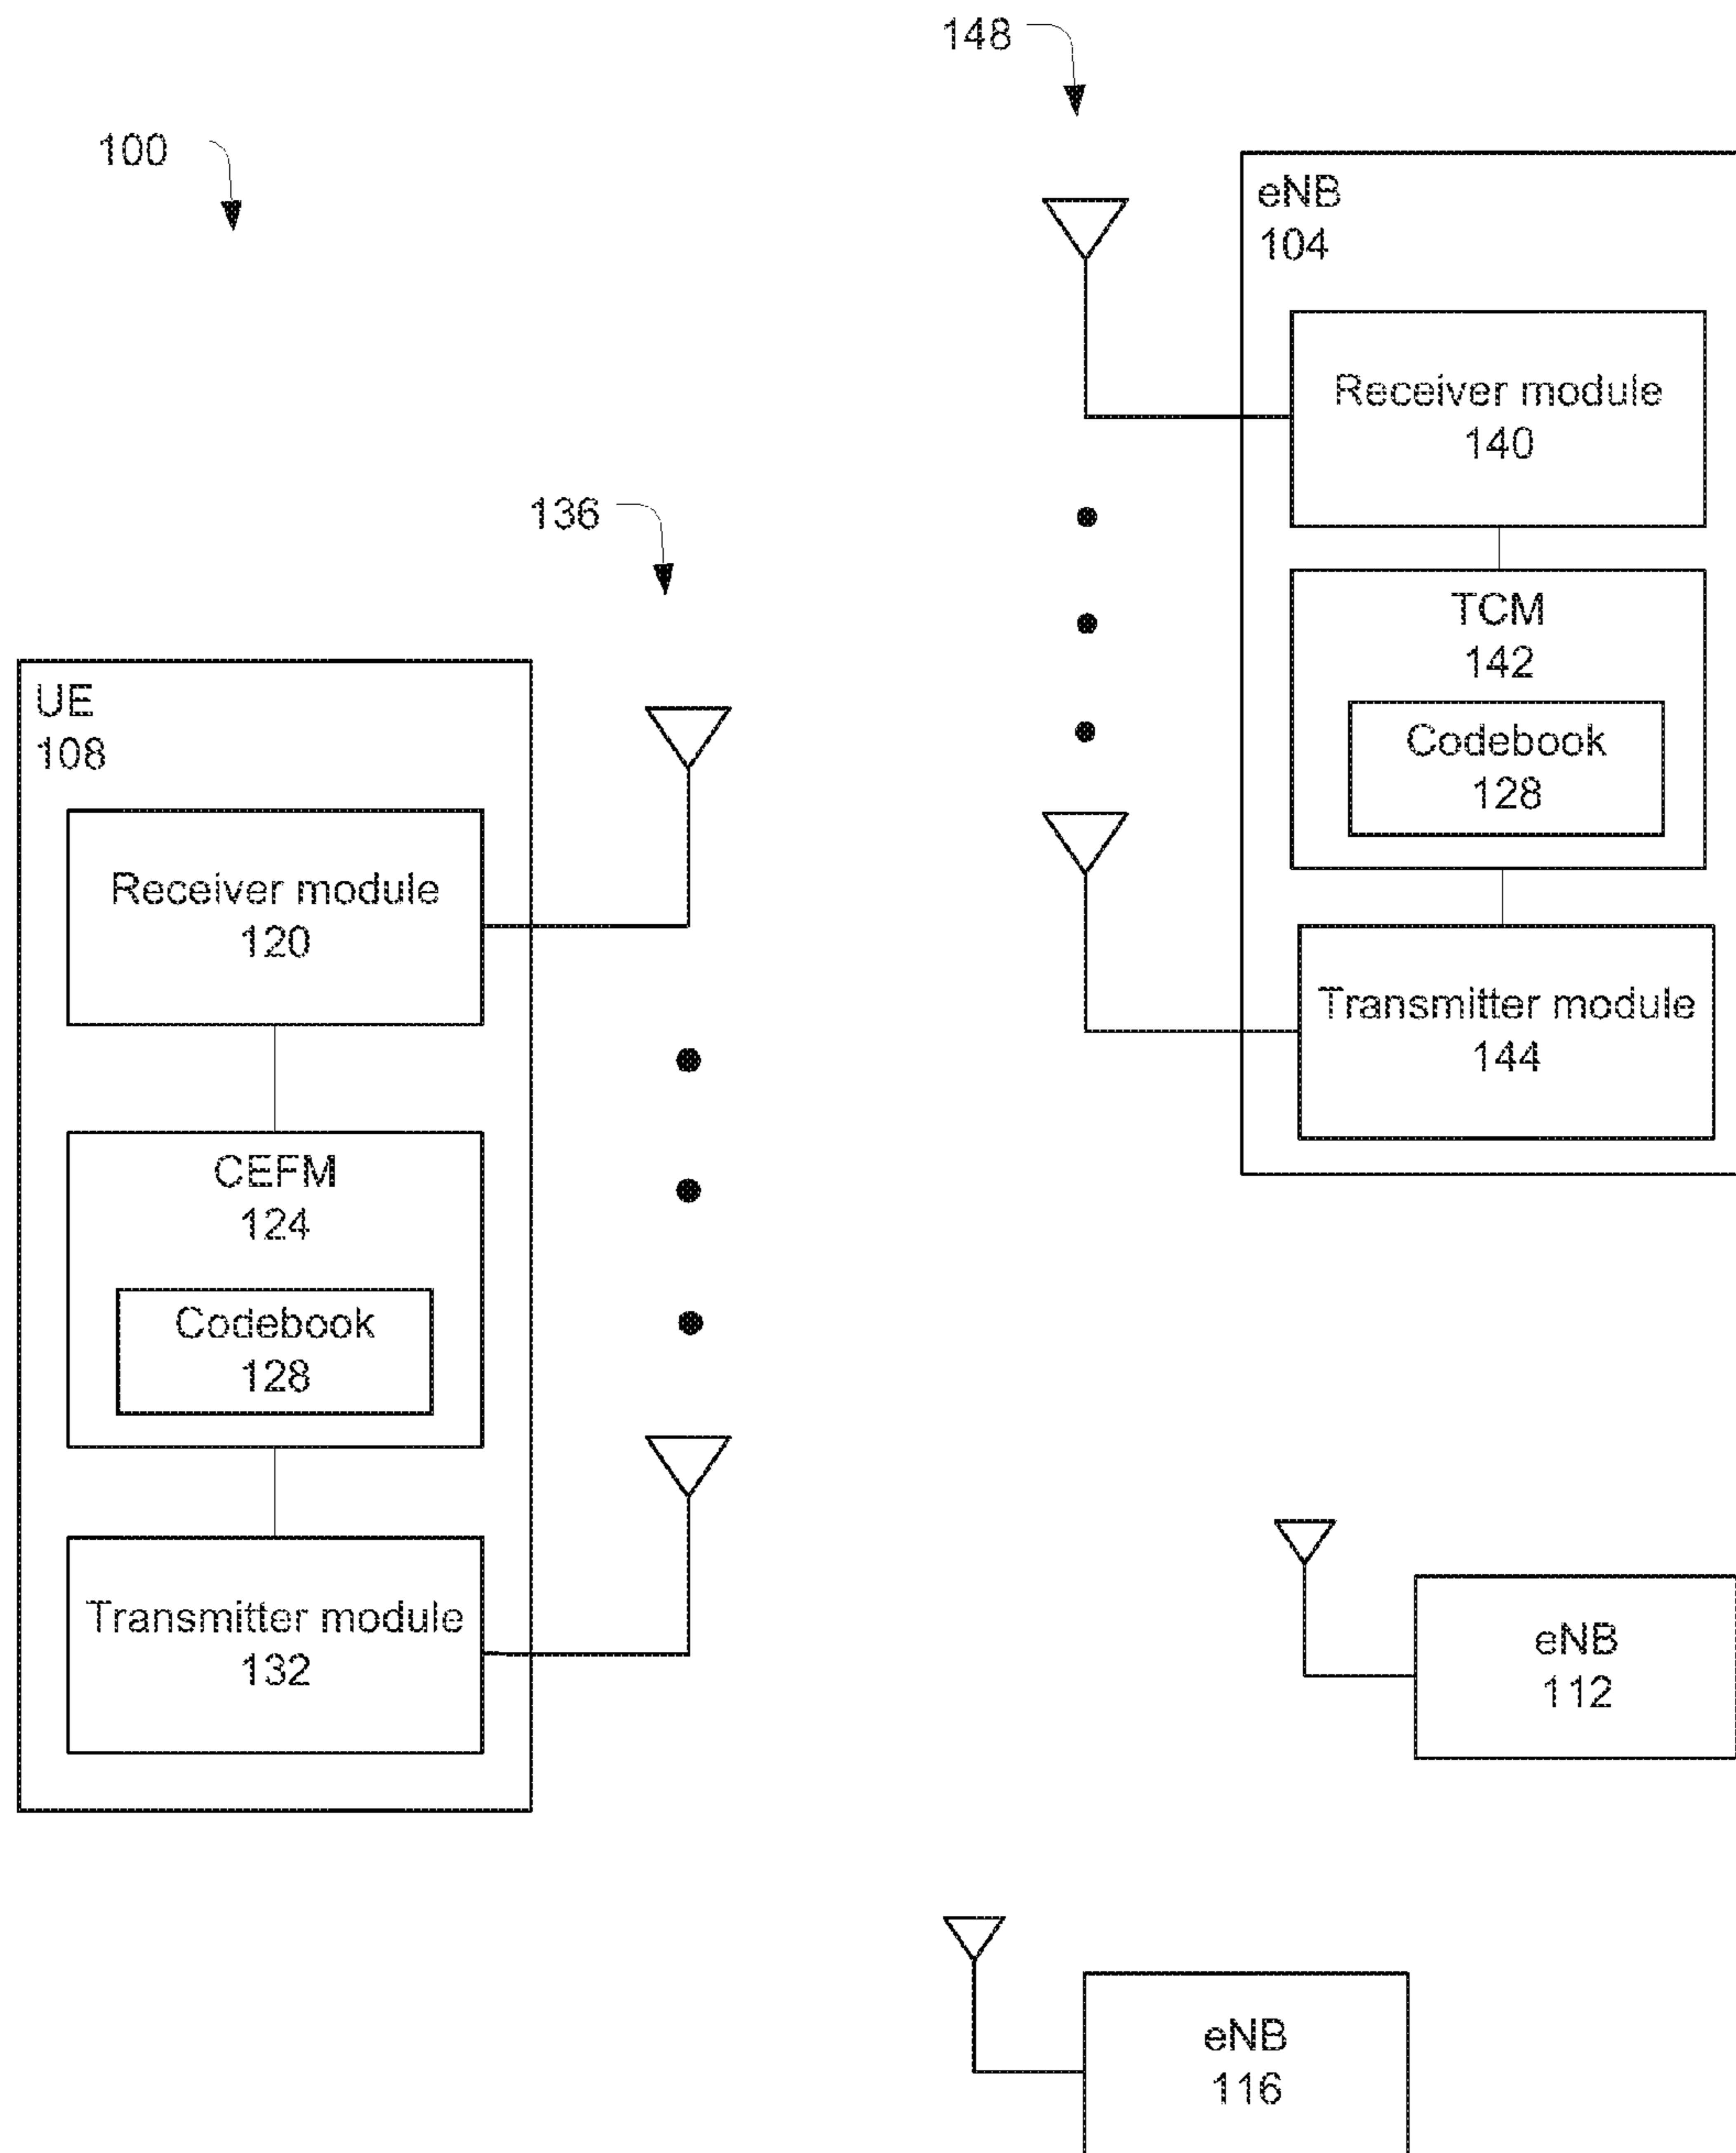 148
100
eNB
104
Receiver module
140
136
TCM
142
Codebook
128
UE
108
Receiver module
120
Transmitter module
144
CEFM
124
Codebook
128
Transmitter module
132
eNB
112
eNB
116